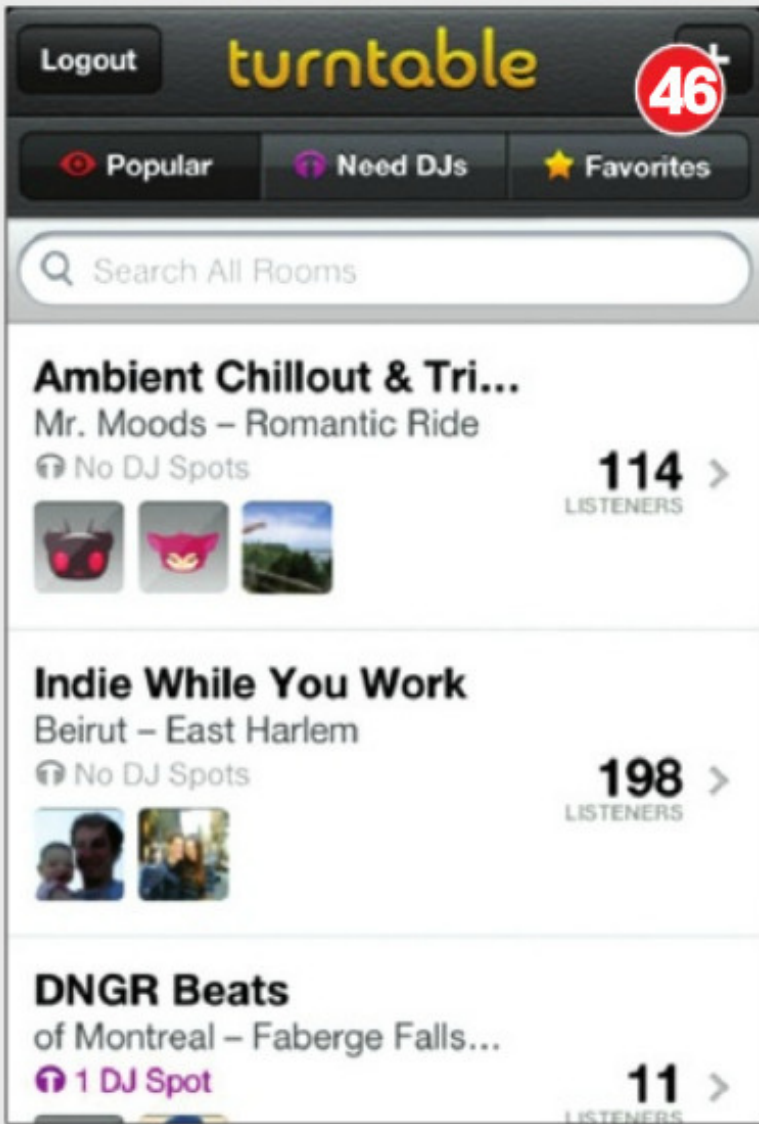 Logout turntable +
46
Popular Need DJs Favorites
Search All Rooms
Ambient Chillout & Tri...
Mr. Moods – Romantic Ride
No DJ Spots
114
LISTENERS
Indie While You Work
Beirut – East Harlem
No DJ Spots
198
LISTENERS
DNGR Beats
of Montreal – Faberge Falls...
1 DJ Spot
11
LISTENERS